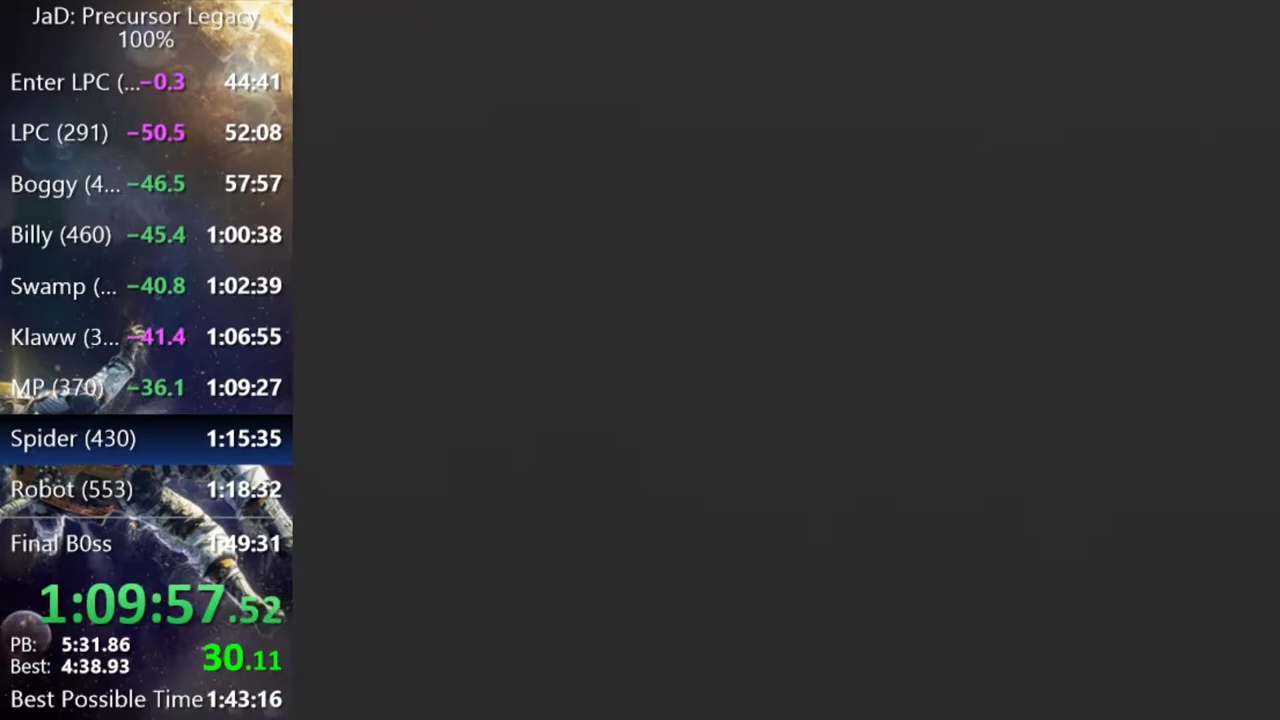 JaD: Precursor Legacy
100%
Enter LPC (... −0.3 44:41
LPC (291) −50.5 52:08
Boggy (4... −46.5 57:57
Billy (460) −45.4 1:00:38
Swamp (... −40.8 1:02:39
Klaww (3... −41.4 1:06:55
MP (370) −36.1 1:09:27
Spider (430) 1:15:35
Robot (553) 1:18:32
Final B0ss 1:49:31
1:09:57.52
PB: 5:31.86
Best: 4:38.93
30.11
Best Possible Time 1:43:16